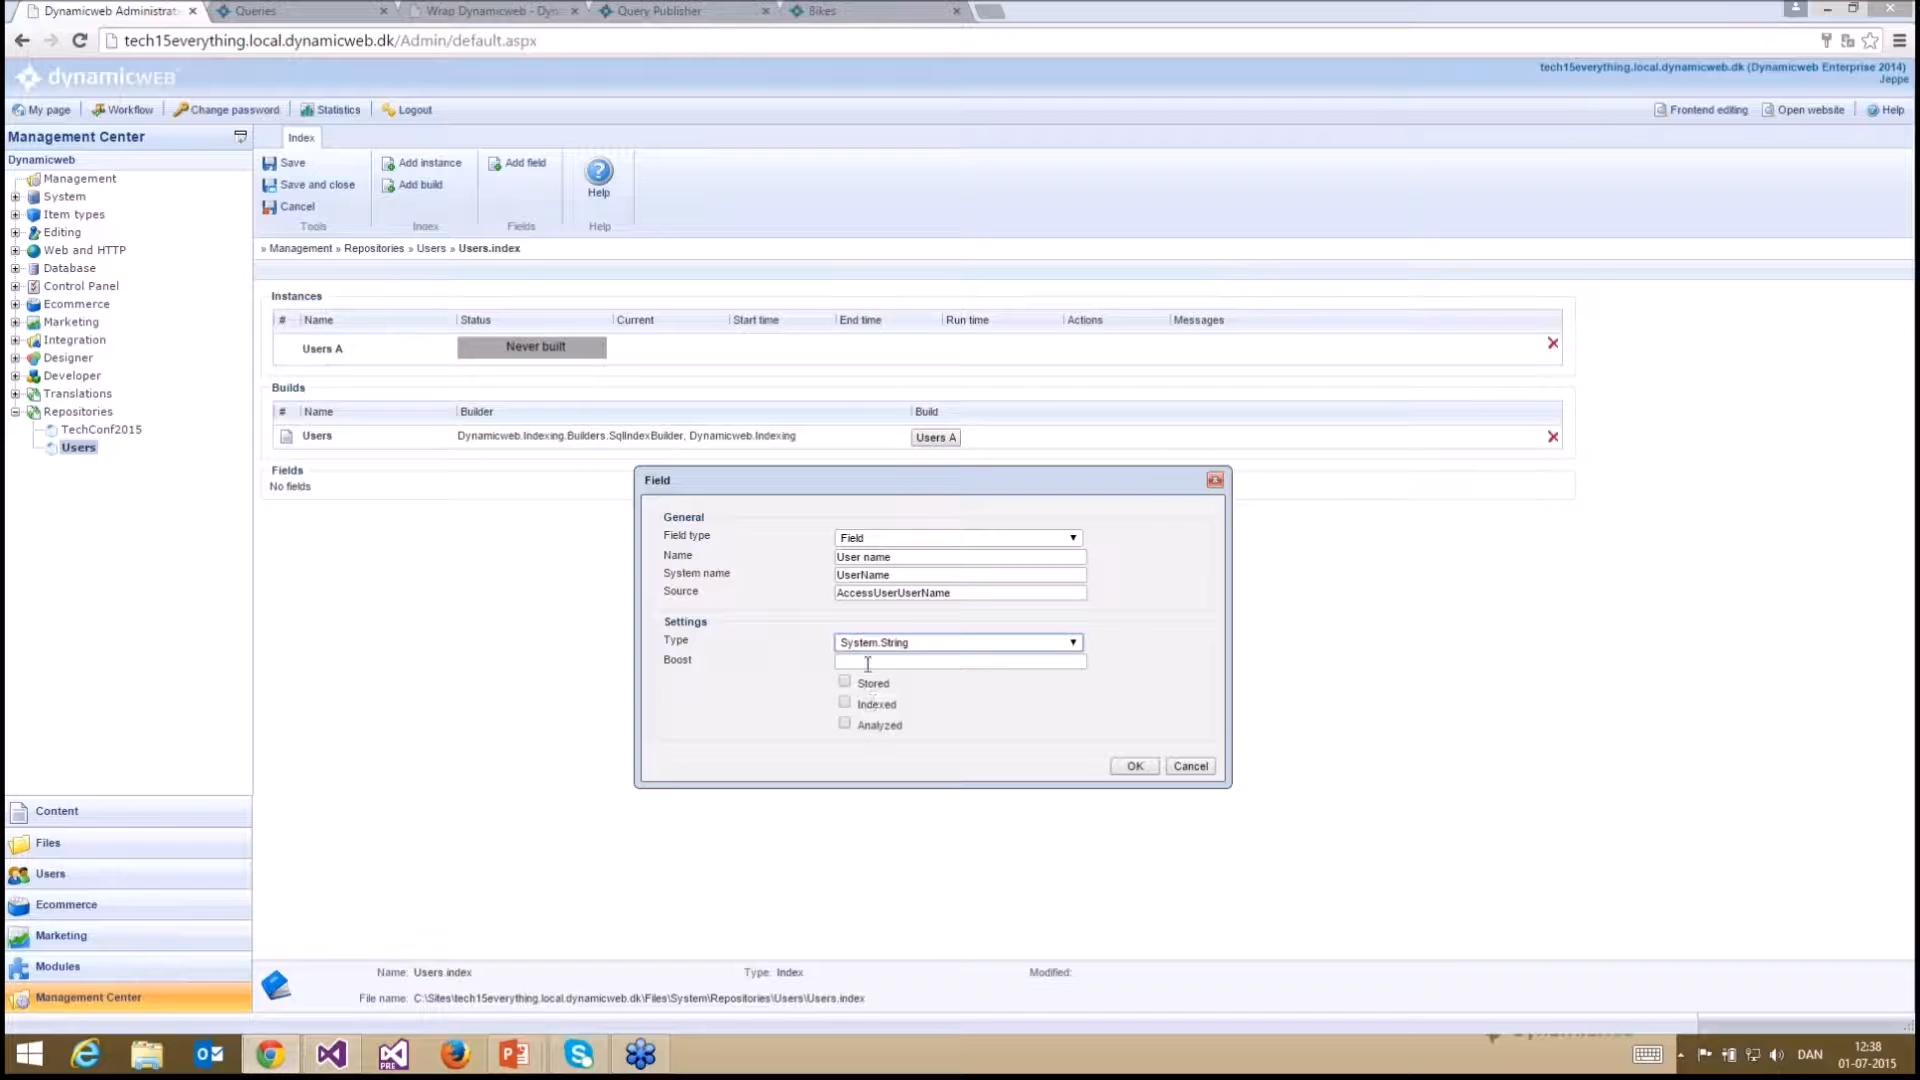 Dynamicweb Administrat
Queries
Wrap Dynamicweb - Dyn
Query Publisher
Bikes
tech15everything.local.dynamicweb.dk/Admin/default.aspx
dynamicweb
tech15everything.local.dynamicweb.dk (Dynamicweb Enterprise 2014)
Jeppe
My page
Workflow
Change password
Statistics
Logout
Frontend editing
Open website
Help
Management Center
Index
Dynamicweb
Management
System
Item types
Editing
Web and HTTP
Database
Control Panel
Ecommerce
Marketing
Integration
Designer
Developer
Translations
Repositories
TechConf2015
Users
Save
Save and close
Cancel
Tools
Add instance
Add build
Index
Add field
Fields
Help
Help
» Management » Repositories » Users » Users.index
Instances
# Name Status Current Start time End time Run time Actions Messages
Users A Never built
Builds
# Name Builder Build
Users Dynamicweb.Indexing.Builders.SqlIndexBuilder, Dynamicweb.Indexing Users A
Fields
No fields
Field
General
Field type Field
Name User name
System name UserName
Source AccessUserUserName
Settings
Type System.String
Boost
Stored
Indexed
Analyzed
OK Cancel
Content
Files
Users
Ecommerce
Marketing
Modules
Management Center
Name: Users.index Type: Index Modified:
File name: C:\Sites\tech15everything.local.dynamicweb.dk\Files\System\Repositories\Users\Users.index
DAN
12:38
01-07-2015